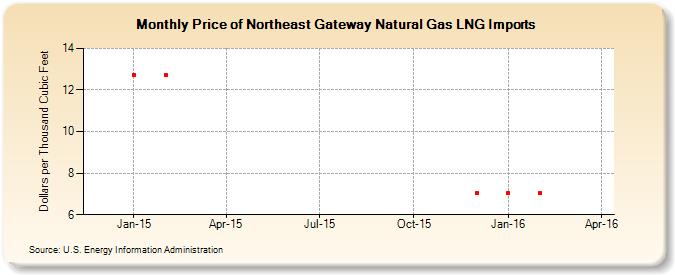 Monthly Price of Northeast Gateway Natural Gas LNG Imports
Dollars per Thousand Cubic Feet
14
12
10
8
6
Jan-15 Apr-15 Jul-15 Oct-15 Jan-16 Apr-16
Source: U.S. Energy Information Administration